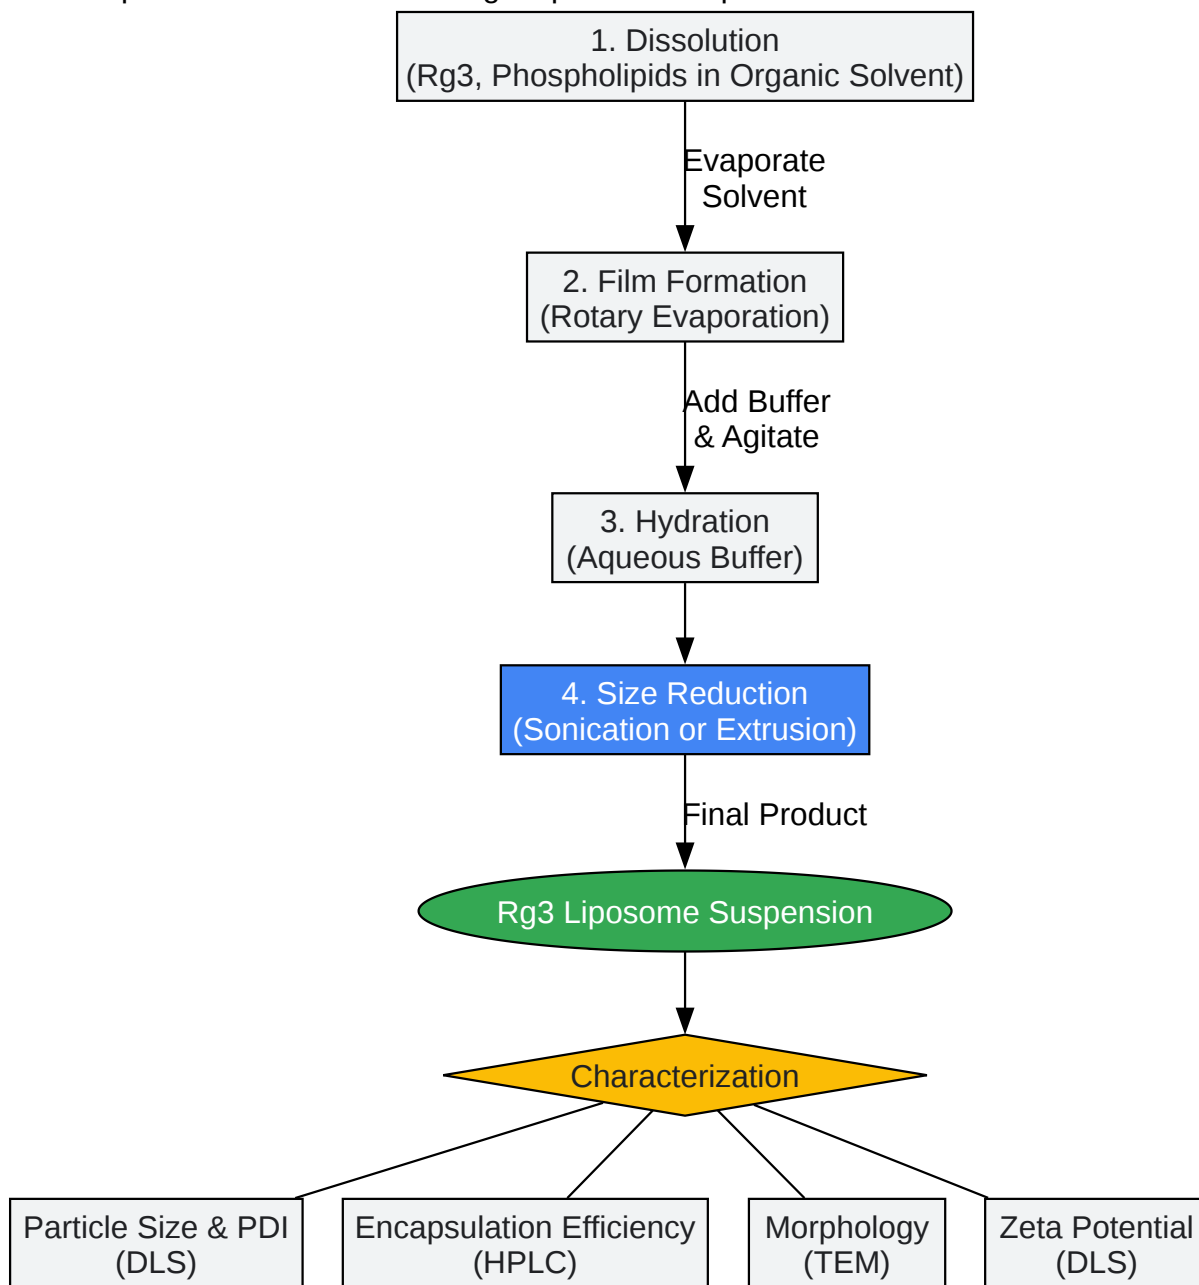 1. Dissolution
(Rg3, Phospholipids in Organic Solvent)
Evaporate
Solvent
2. Film Formation
(Rotary Evaporation)
Add Buffer
& Agitate
3. Hydration
(Aqueous Buffer)
4. Size Reduction
(Sonication or Extrusion)
Final Product
Rg3 Liposome Suspension
Characterization
Particle Size & PDI
(DLS)
Encapsulation Efficiency
(HPLC)
Morphology
(TEM)
Zeta Potential
(DLS)